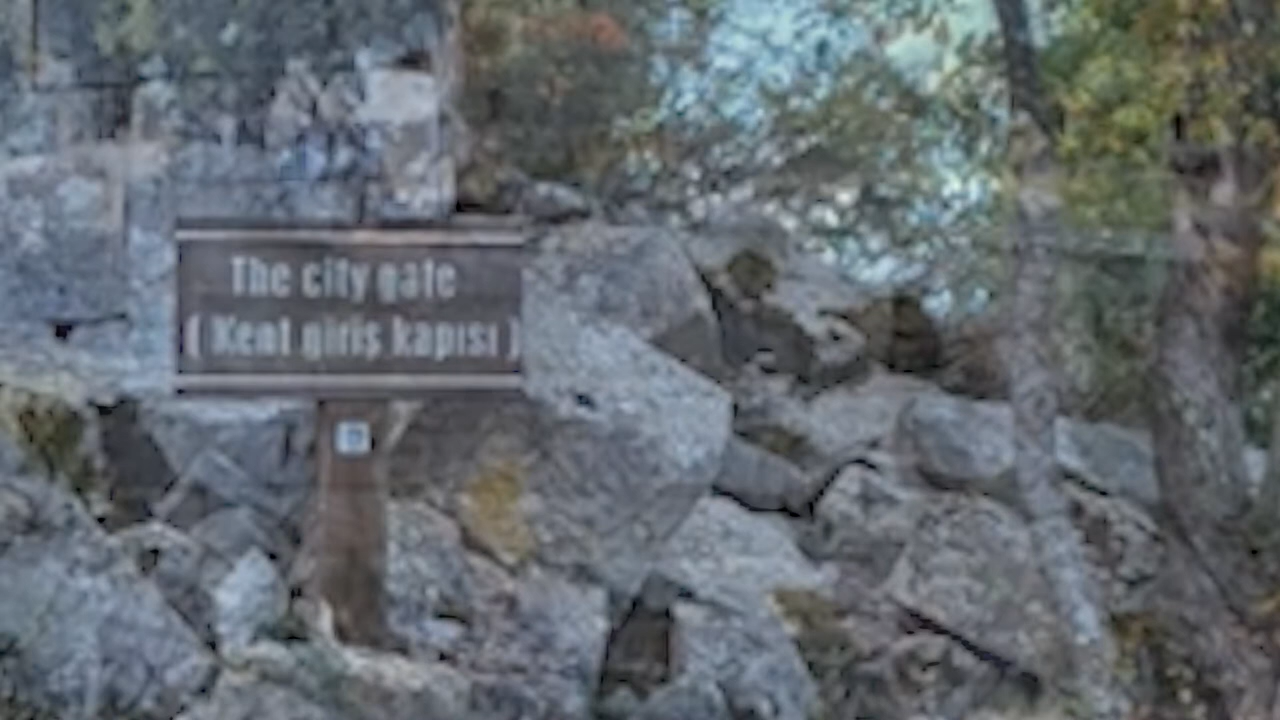 The city gate
( Kent giriş kapısı )